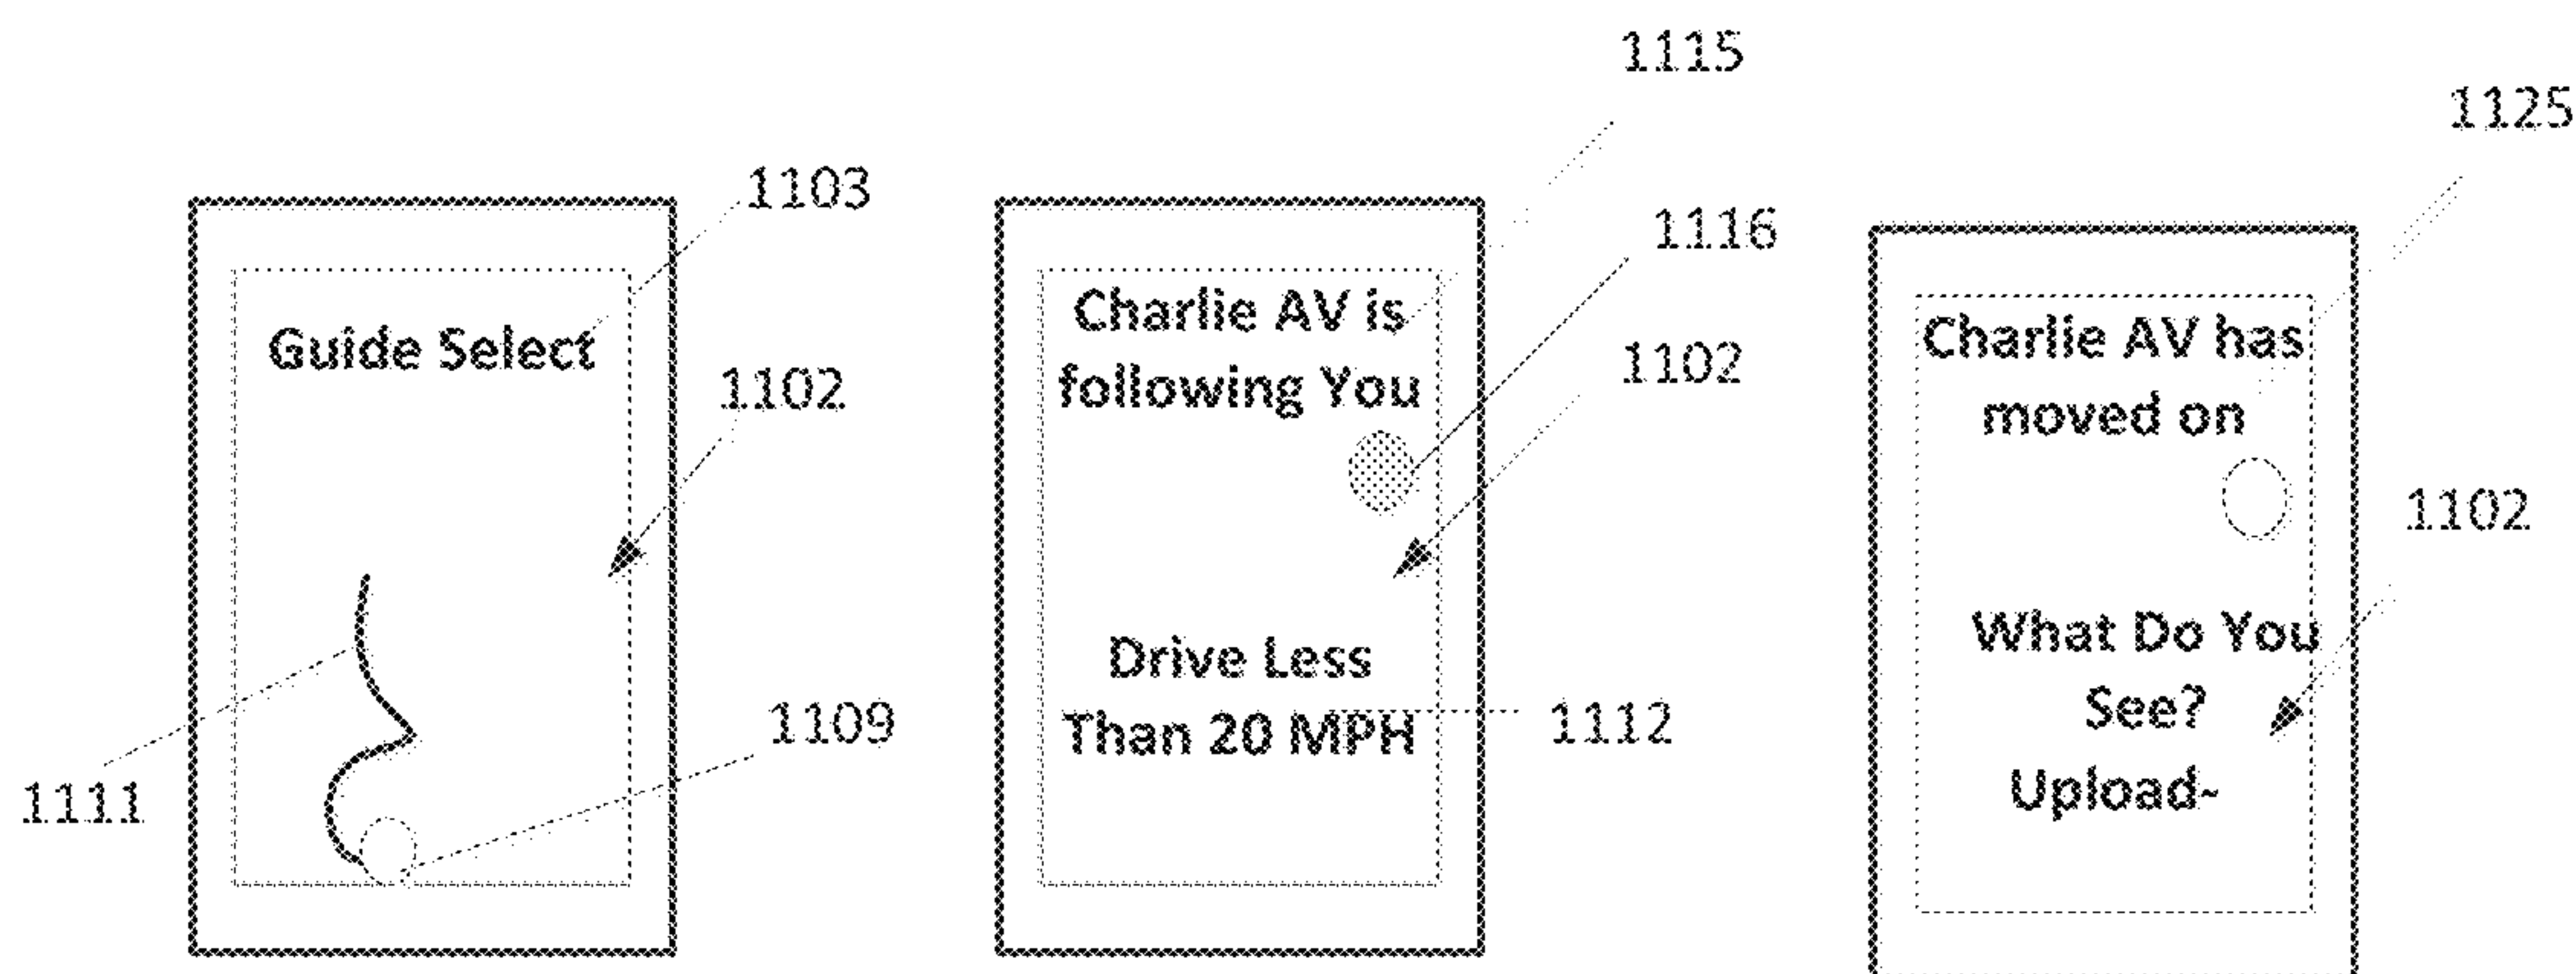 1103
Guide Select
1102
1109
1111
1115
1116
Charlie AV is
following You
1102
Drive Less
Than 20 MPH
1112
1125
Charlie AV has
moved on
1102
What Do You
See?
Upload-